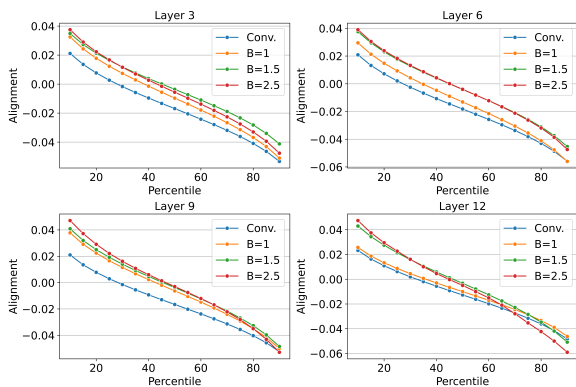 Layer 3
Alignment
0.04
0.02
0.00
−0.02
−0.04
20
40
60
80
Percentile
Conv.
B=1
B=1.5
B=2.5
Layer 6
Alignment
0.04
0.02
0.00
−0.02
−0.04
−0.06
20
40
60
80
Percentile
Conv.
B=1
B=1.5
B=2.5
Layer 9
Alignment
0.04
0.02
0.00
−0.02
−0.04
20
40
60
80
Percentile
Conv.
B=1
B=1.5
B=2.5
Layer 12
Alignment
0.04
0.02
0.00
−0.02
−0.04
−0.06
20
40
60
80
Percentile
Conv.
B=1
B=1.5
B=2.5